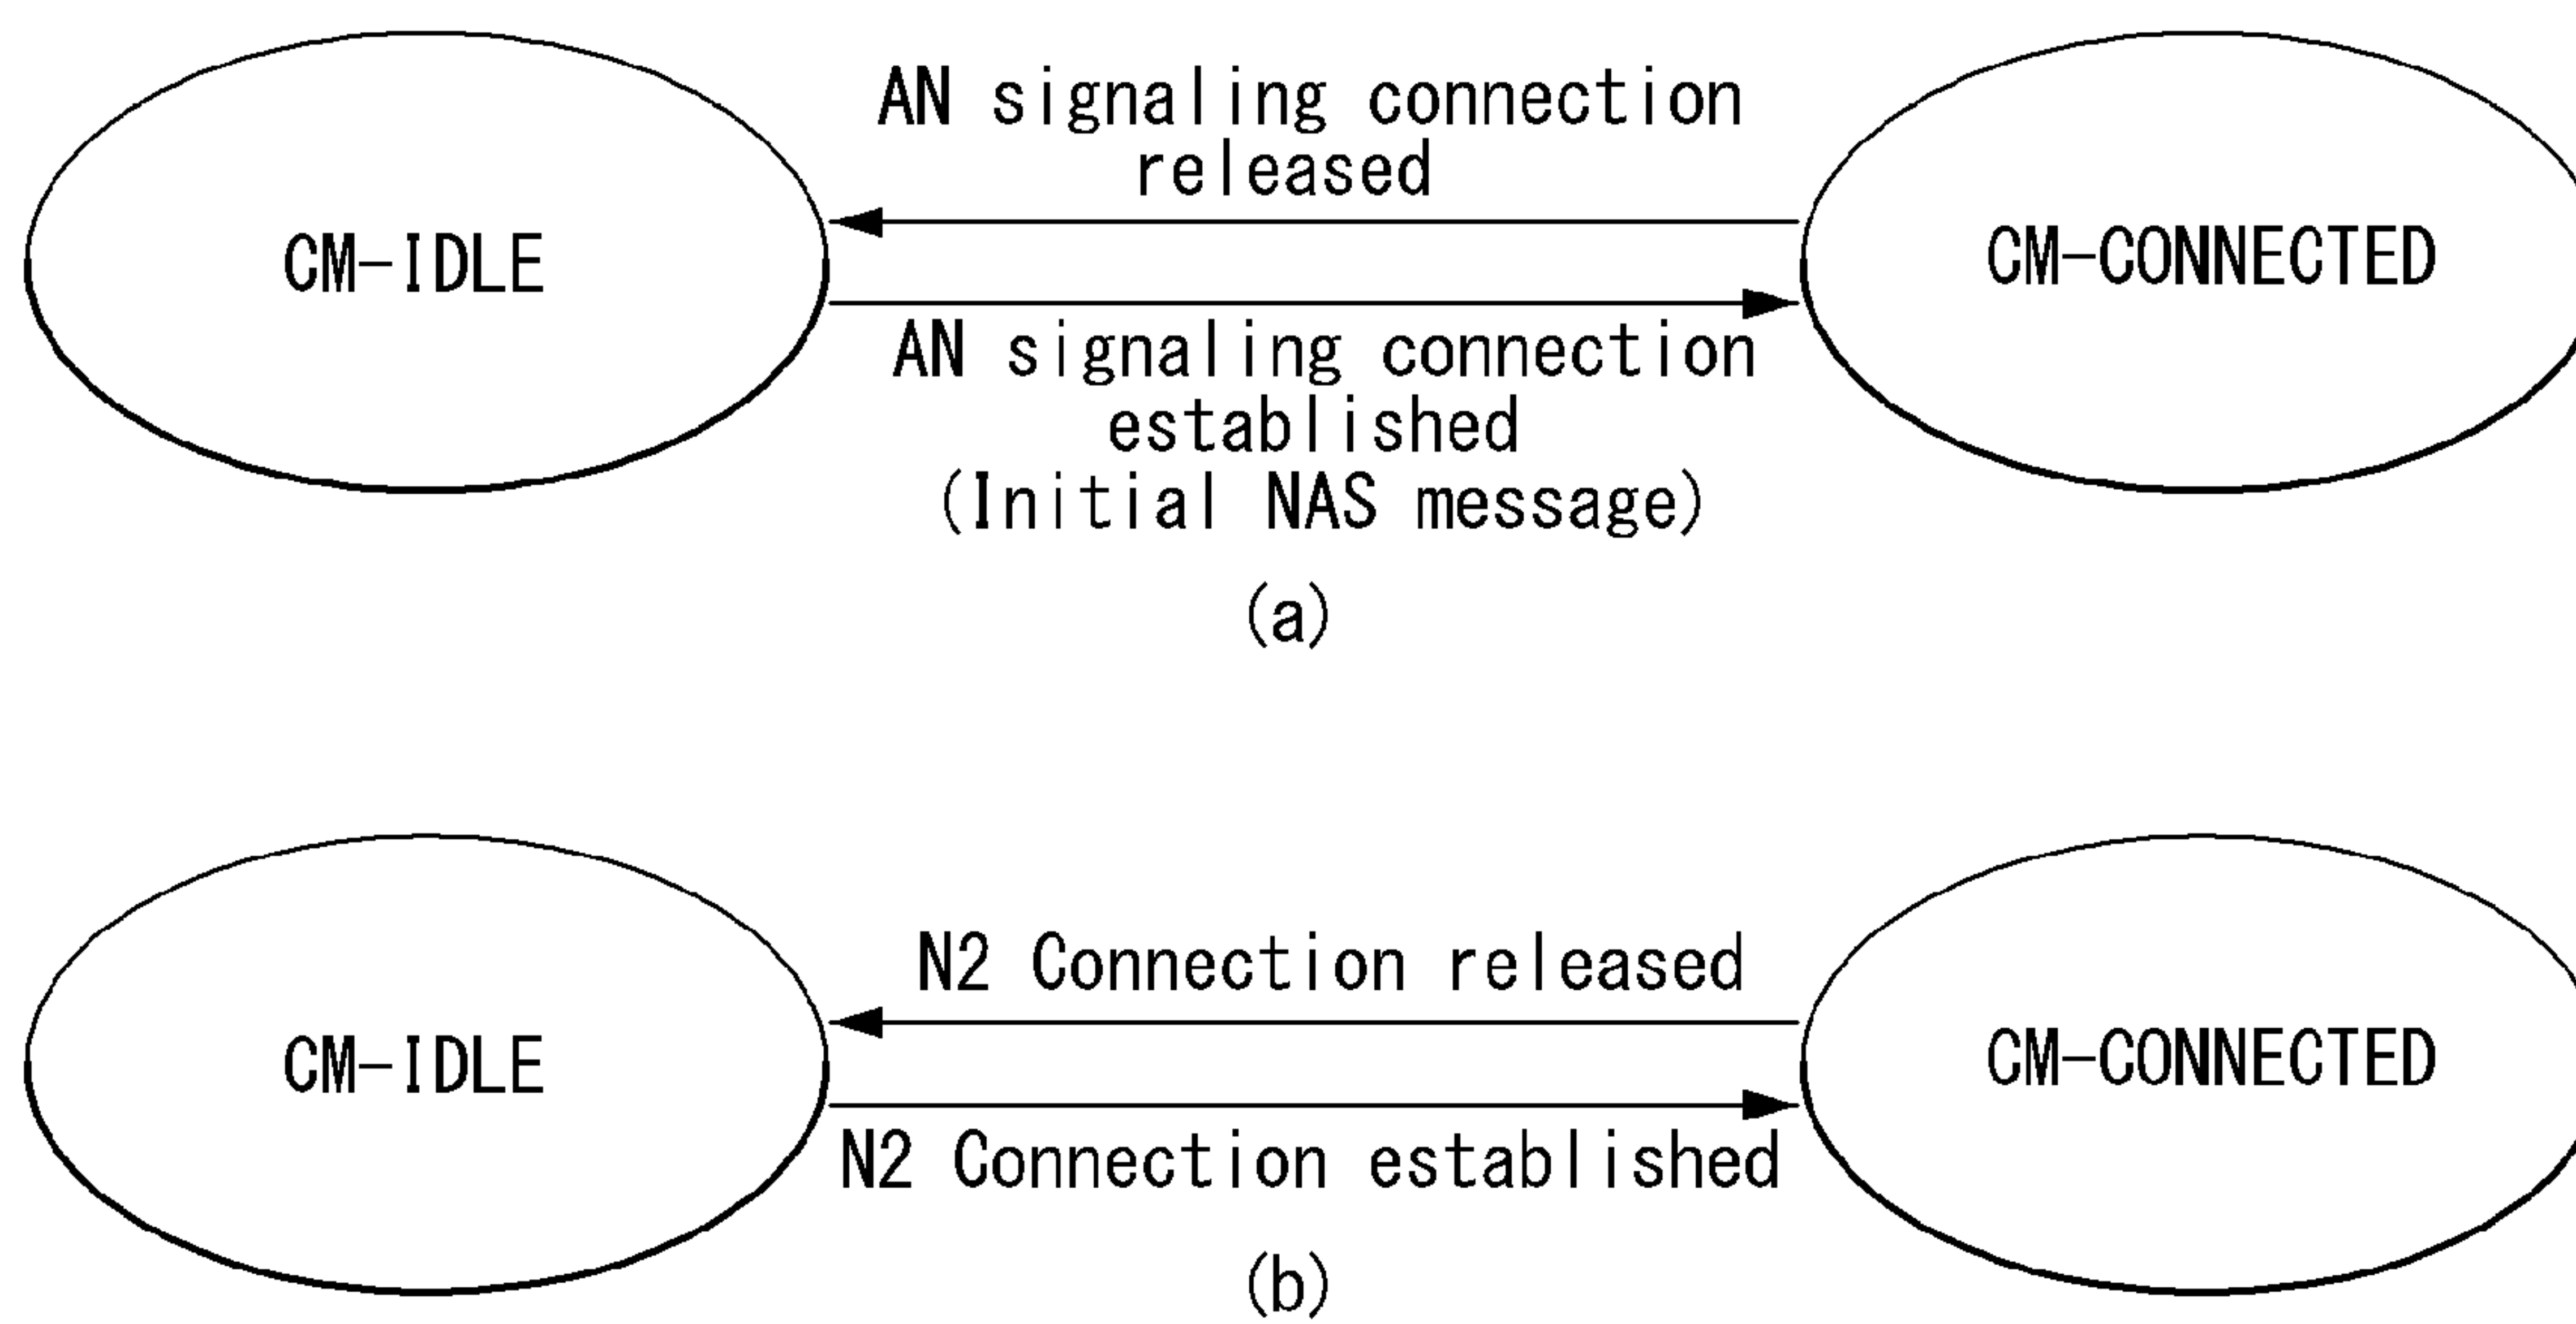 AN signaling connection
released
CM-IDLE
CM-CONNECTED
AN signaling connection
established
(Initial NAS message)
(a)
N2 Connection released
CM-IDLE
CM-CONNECTED
N2 Connection established
(b)